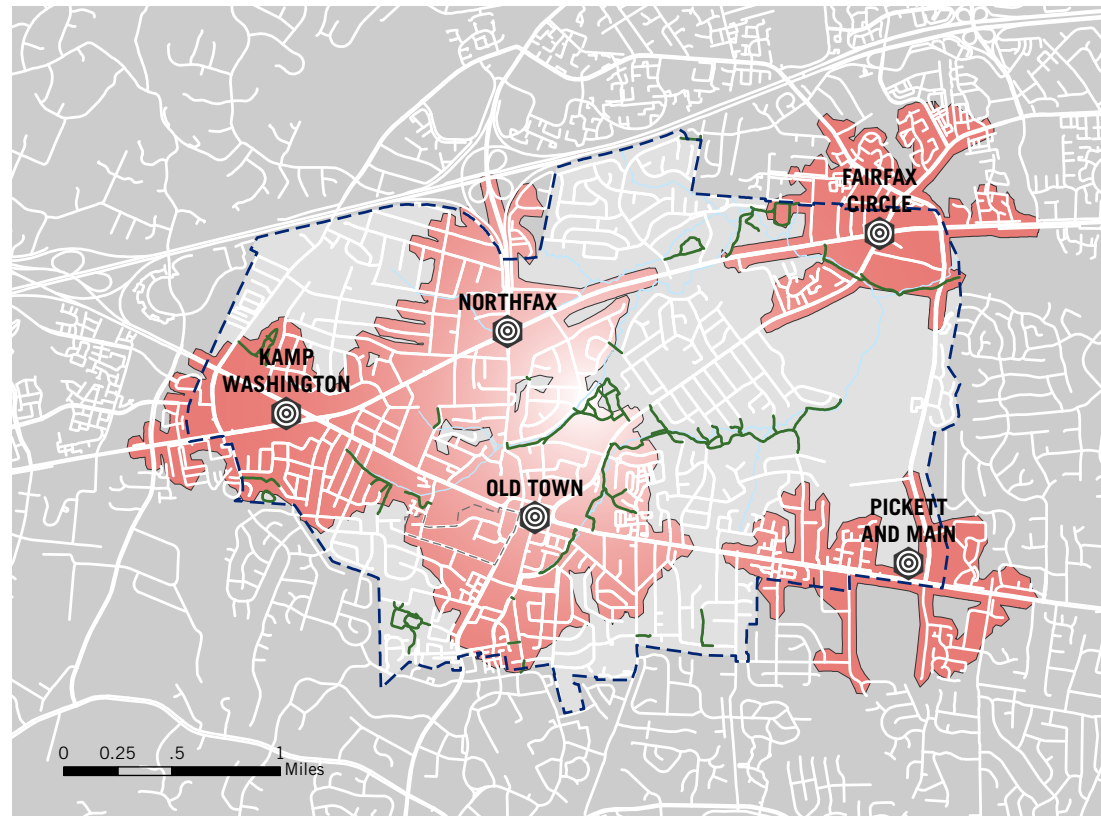 FAIRFAX
CIRCLE
NORTHFAX
KAMP
WASHINGTON
OLD TOWN
PICKETT
AND MAIN
0 0.25 .5 1
Miles